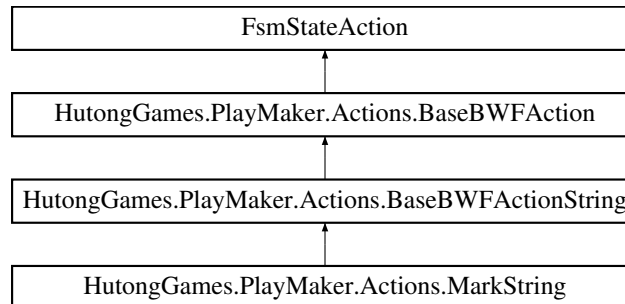 FsmStateAction
HutongGames.PlayMaker.Actions.BaseBWFAction
HutongGames.PlayMaker.Actions.BaseBWFActionString
HutongGames.PlayMaker.Actions.MarkString